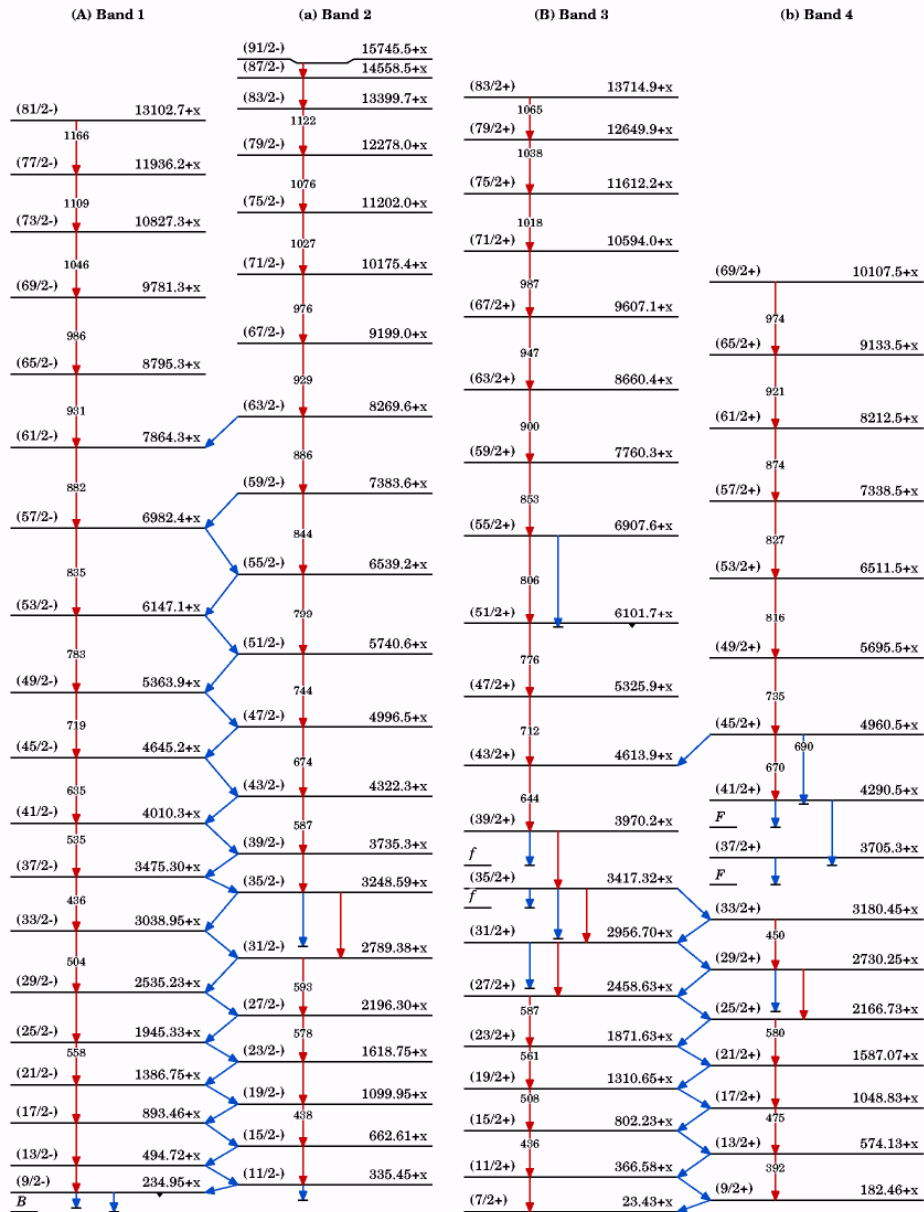 (A) Band 1
(a) Band 2
(B) Band 3
(b) Band 4
(81/2-) 13102.7+x
1166
(77/2-) 11936.2+x
1109
(73/2-) 10827.3+x
1046
(69/2-) 9781.3+x
986
(65/2-) 8795.3+x
931
(61/2-) 7864.3+x
882
(57/2-) 6982.4+x
835
(53/2-) 6147.1+x
783
(49/2-) 5363.9+x
719
(45/2-) 4645.2+x
635
(41/2-) 4010.3+x
535
(37/2-) 3475.30+x
436
(33/2-) 3038.95+x
504
(29/2-) 2535.23+x
(25/2-) 1945.33+x
558
(21/2-) 1386.75+x
(17/2-) 893.46+x
(13/2-) 494.72+x
(9/2-) 234.95+x
B
(91/2-) 15745.5+x
(87/2-) 14558.5+x
(83/2-) 13399.7+x
1122
(79/2-) 12278.0+x
1076
(75/2-) 11202.0+x
1027
(71/2-) 10175.4+x
976
(67/2-) 9199.0+x
929
(63/2-) 8269.6+x
886
(59/2-) 7383.6+x
844
(55/2-) 6539.2+x
799
(51/2-) 5740.6+x
744
(47/2-) 4996.5+x
674
(43/2-) 4322.3+x
587
(39/2-) 3735.3+x
(35/2-) 3248.59+x
(31/2-) 2789.38+x
593
(27/2-) 2196.30+x
578
(23/2-) 1618.75+x
(19/2-) 1099.95+x
438
(15/2-) 662.61+x
(11/2-) 335.45+x
(83/2+) 13714.9+x
1065
(79/2+) 12649.9+x
1038
(75/2+) 11612.2+x
1018
(71/2+) 10594.0+x
987
(67/2+) 9607.1+x
947
(63/2+) 8660.4+x
900
(59/2+) 7760.3+x
853
(55/2+) 6907.6+x
806
(51/2+) 6101.7+x
776
(47/2+) 5325.9+x
712
(43/2+) 4613.9+x
644
(39/2+) 3970.2+x
f
(35/2+) 3417.32+x
f
(31/2+) 2956.70+x
(27/2+) 2458.63+x
587
(23/2+) 1871.63+x
561
(19/2+) 1310.65+x
508
(15/2+) 802.23+x
436
(11/2+) 366.58+x
(7/2+) 23.43+x
(69/2+) 10107.5+x
974
(65/2+) 9133.5+x
921
(61/2+) 8212.5+x
874
(57/2+) 7338.5+x
827
(53/2+) 6511.5+x
816
(49/2+) 5695.5+x
735
(45/2+) 4960.5+x
690
670
(41/2+) 4290.5+x
F
(37/2+) 3705.3+x
F
(33/2+) 3180.45+x
450
(29/2+) 2730.25+x
(25/2+) 2166.73+x
580
(21/2+) 1587.07+x
(17/2+) 1048.83+x
475
(13/2+) 574.13+x
392
(9/2+) 182.46+x